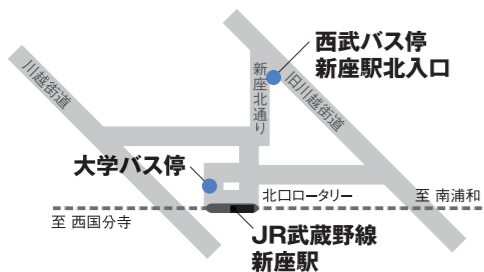 西武バス停
新座駅北入口
川越街道
新座北通り
旧川越街道
大学バス停
北口ロータリー
至 南浦和
至 西国分寺
JR武蔵野線
新座駅